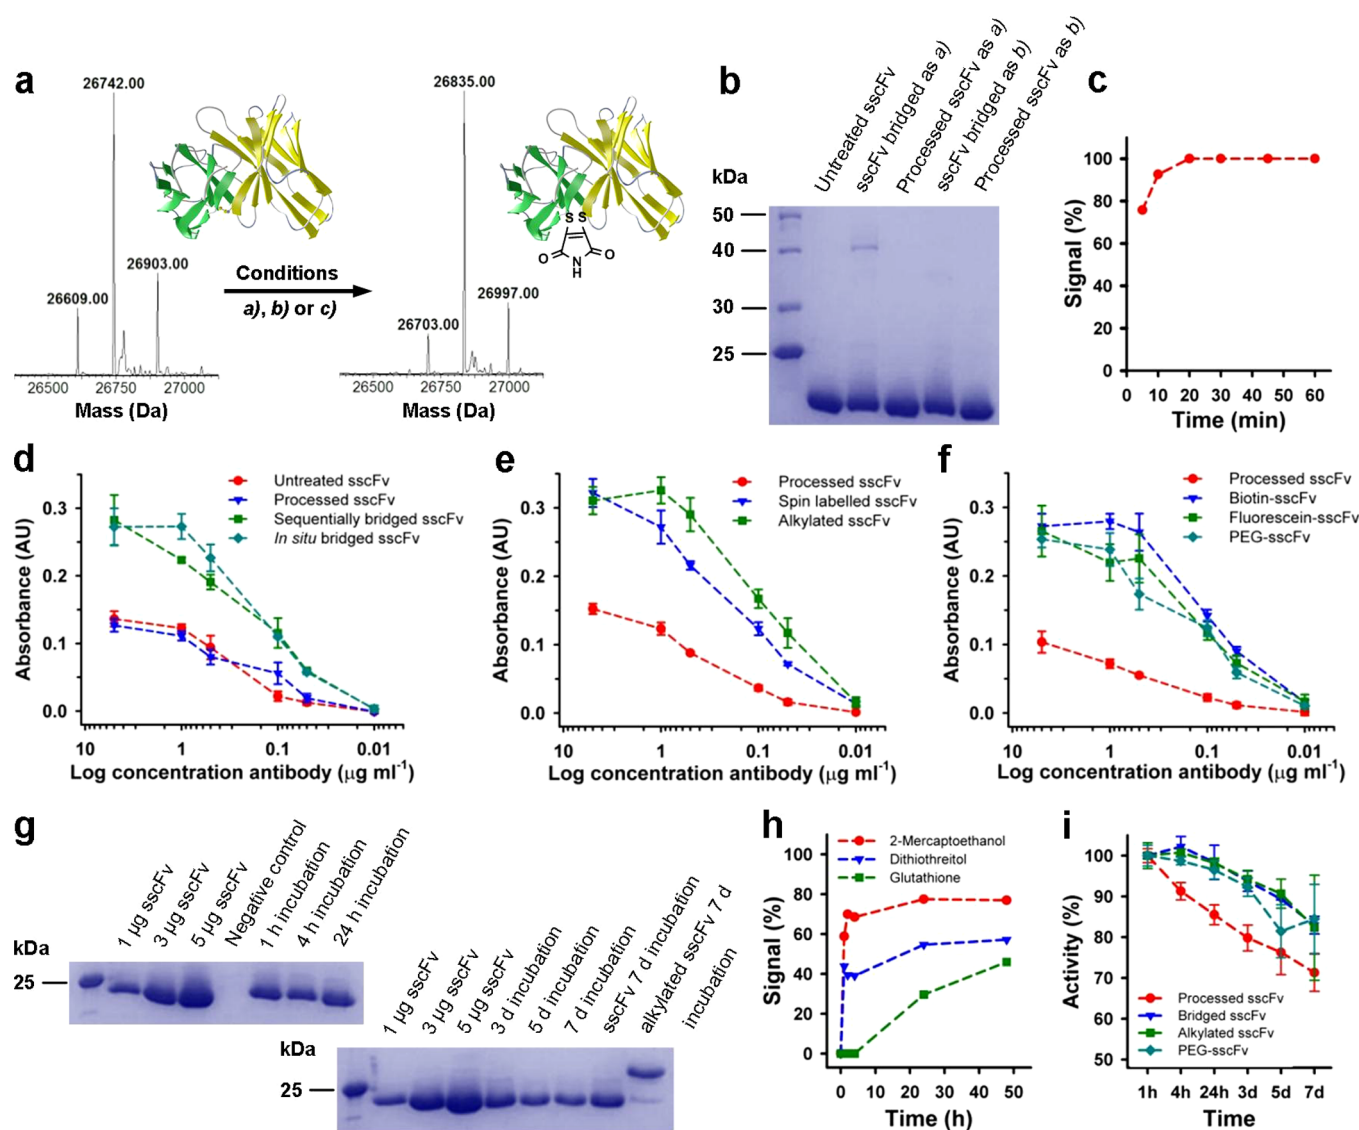 a
26742.00
26609.00
26903.00
26500 26750 27000
Mass (Da)
Conditions
a), b) or c)
26835.00
26703.00
26997.00
S S
O N O
H
26500 26750 27000
Mass (Da)
b
Untreated sscFv
sscFv bridged as a)
Processed sscFv as a)
sscFv bridged as b)
Processed sscFv as b)
kDa
50
40
30
25
c
Signal (%)
100
80
60
40
20
0
0 10 20 30 40 50 60
Time (min)
d
Untreated sscFv
Processed sscFv
Sequentially bridged sscFv
In situ bridged sscFv
Absorbance (AU)
0.3
0.2
0.1
0.0
10 1 0.1 0.01
Log concentration antibody (µg ml-1)
e
Processed sscFv
Spin labelled sscFv
Alkylated sscFv
Absorbance (AU)
0.3
0.2
0.1
0.0
10 1 0.1 0.01
Log concentration antibody (µg ml-1)
f
Processed sscFv
Biotin-sscFv
Fluorescein-sscFv
PEG-sscFv
Absorbance (AU)
0.3
0.2
0.1
0.0
10 1 0.1 0.01
Log concentration antibody (µg ml-1)
g
1 µg sscFv
3 µg sscFv
5 µg sscFv
Negative control
1 h incubation
4 h incubation
24 h incubation
kDa
25
1 µg sscFv
3 µg sscFv
5 µg sscFv
3 d incubation
5 d incubation
7 d incubation
sscFv 7 d incubation
alkylated sscFv 7 d
incubation
kDa
25
h
2-Mercaptoethanol
Dithiothreitol
Glutathione
Signal (%)
100
80
60
40
20
0
0 10 20 30 40 50
Time (h)
i
Activity (%)
100
90
80
70
60
50
Processed sscFv
Bridged sscFv
Alkylated sscFv
PEG-sscFv
1h 4h 24h 3d 5d 7d
Time